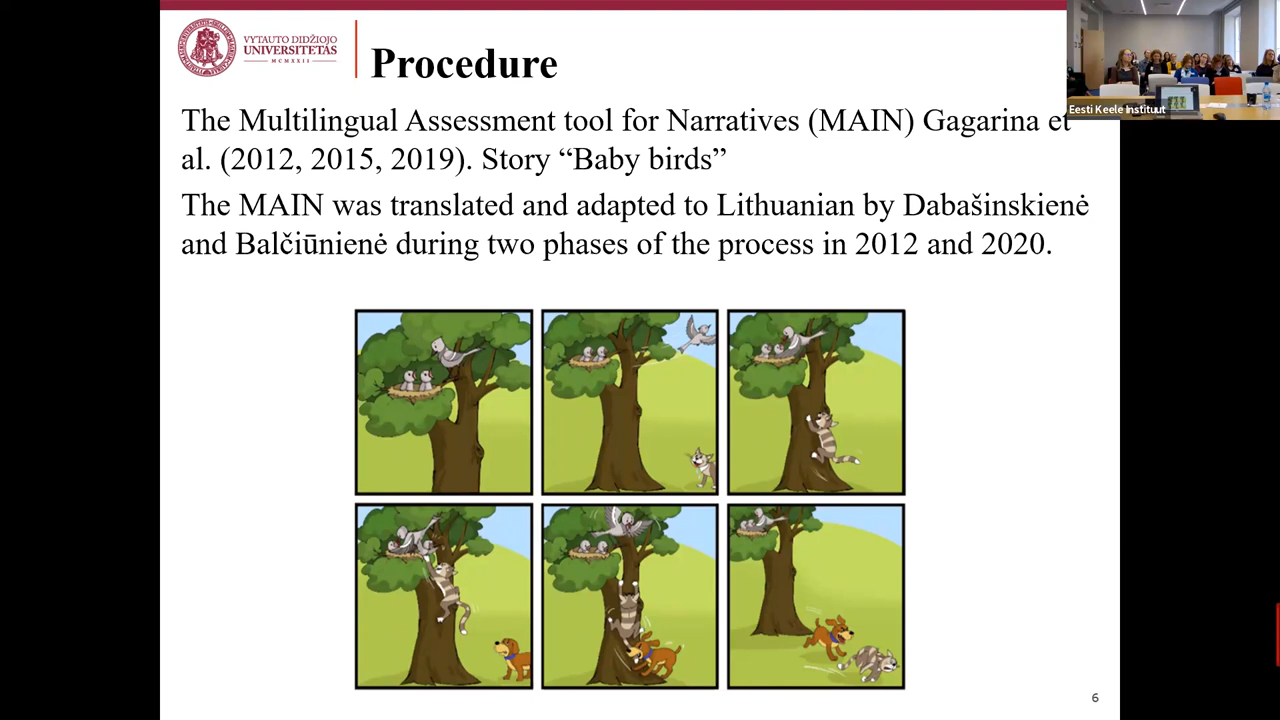 VYTAUTO DIDŽIOJO
UNIVERSITETAS
MCMXXII
Procedure
Eesti Keele Instituut
The Multilingual Assessment tool for Narratives (MAIN) Gagarina et
al. (2012, 2015, 2019). Story “Baby birds”
The MAIN was translated and adapted to Lithuanian by Dabašinskienė
and Balčiūnienė during two phases of the process in 2012 and 2020.
6